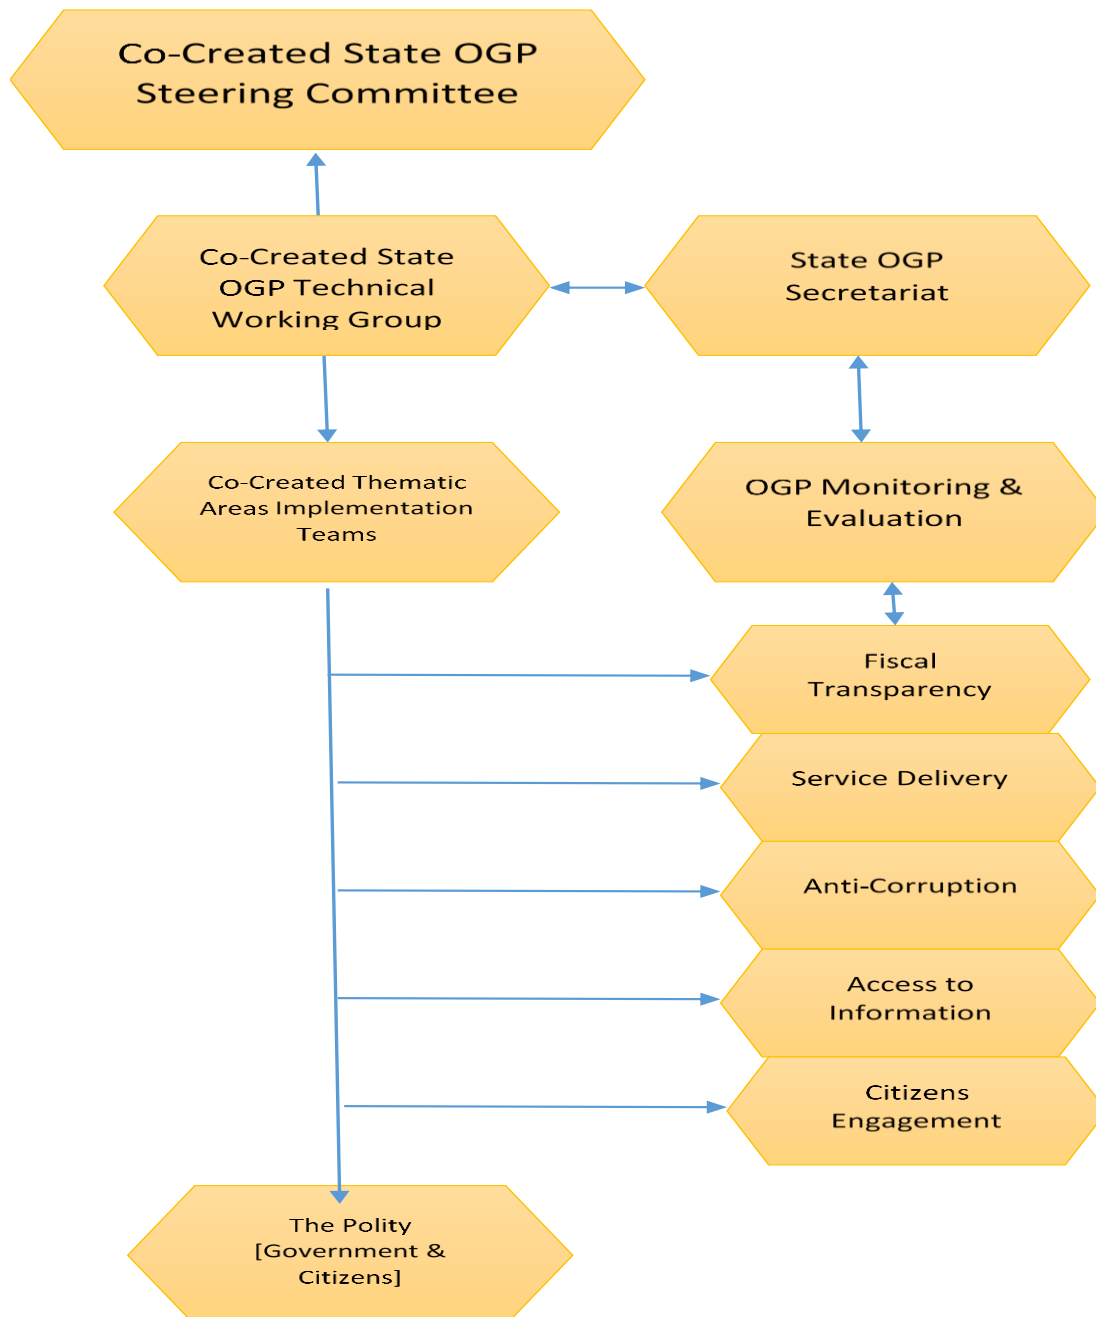 Co-Created State OGP
Steering Committee
Co-Created State
OGP Technical
Working Group
State OGP
Secretariat
Co-Created Thematic
Areas Implementation
Teams
OGP Monitoring &
Evaluation
Fiscal
Transparency
Service Delivery
Anti-Corruption
Access to
Information
Citizens
Engagement
The Polity
[Government &
Citizens]